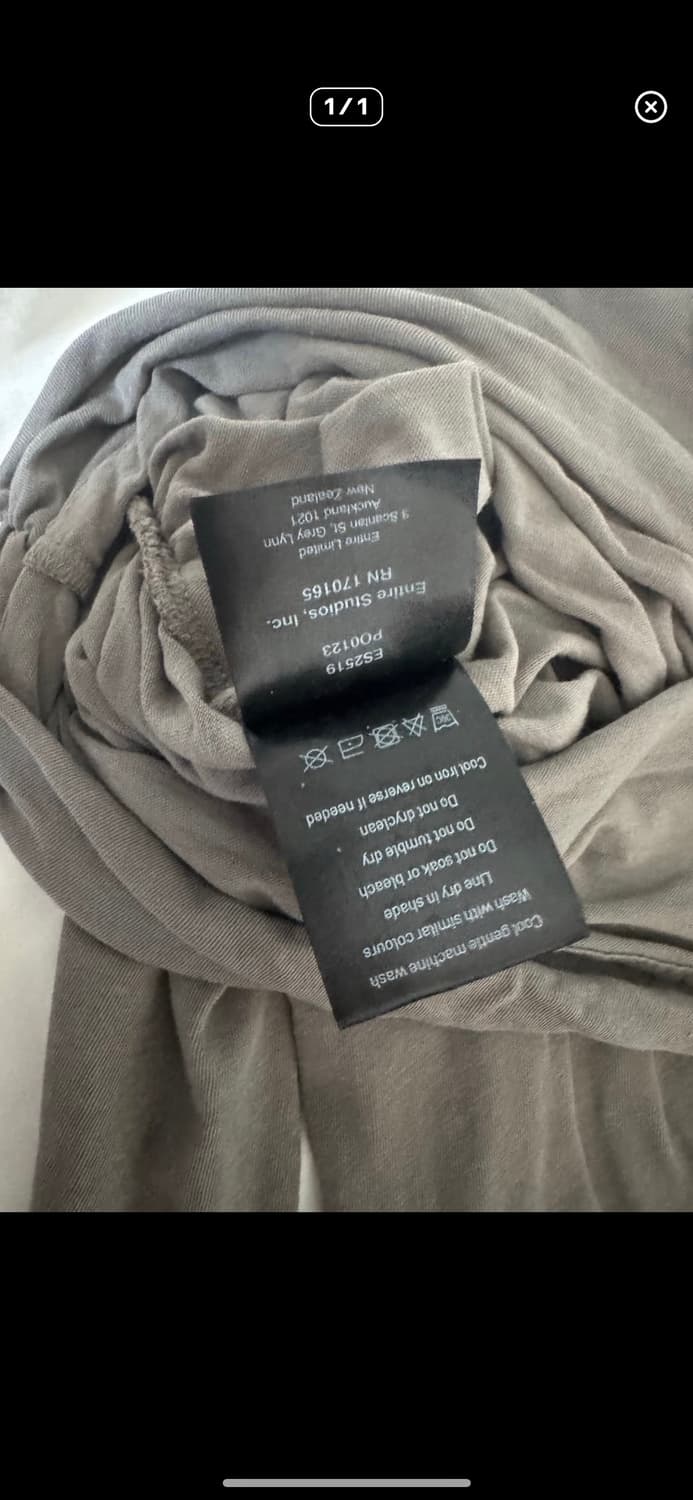 1/1
Cool gentle machine wash
Wash with similar colours
Line dry in shade
Do not soak or bleach
Do not tumble dry
Do not dryclean
Cool iron on reverse if needed
30C
ES2519
PO0123
Entire Studios, Inc.
RN 170165
Entire Limited
9 Scanlan St, Grey Lynn
Auckland 1021
New Zealand